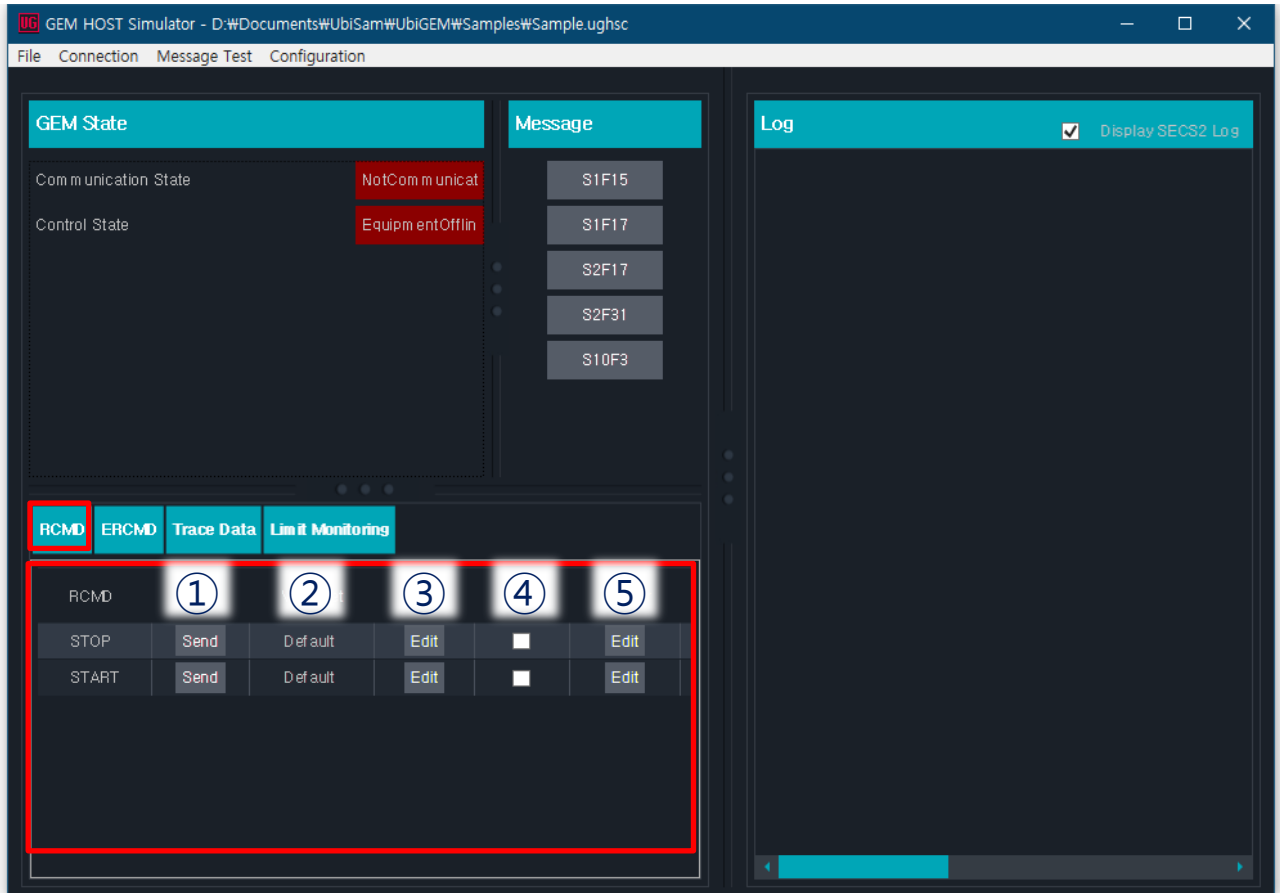 UG GEM HOST Simulator - D:₩Documents₩UbiSam₩UbiGEM₩Samples₩Sample.ughsc
File Connection Message Test Configuration
GEM State
Communication State NotCommunicat
Control State EquipmentOfflin
Message
S1F15
S1F17
S2F17
S2F31
S10F3
Log
Display SECS2 Log
RCMD ERCMD Trace Data Limit Monitoring
RCMD ① ② ③ ④ ⑤
STOP Send Default Edit Edit
START Send Default Edit Edit